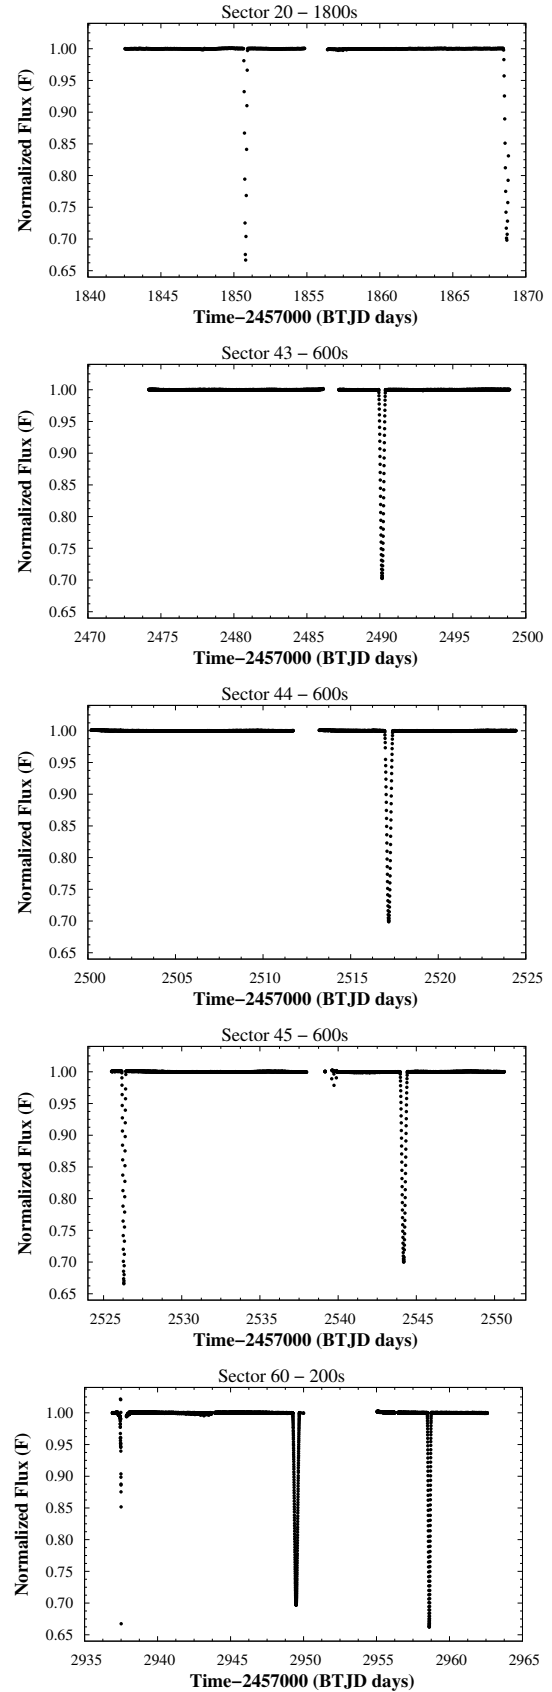 Sector 20 − 1800s
1.00
0.95
0.90
0.85
0.80
0.75
0.70
0.65
Normalized Flux (F)
1840 1845 1850 1855 1860 1865 1870
Time−2457000 (BTJD days)
Sector 43 − 600s
1.00
0.95
0.90
0.85
0.80
0.75
0.70
0.65
Normalized Flux (F)
2470 2475 2480 2485 2490 2495 2500
Time−2457000 (BTJD days)
Sector 44 − 600s
1.00
0.95
0.90
0.85
0.80
0.75
0.70
0.65
Normalized Flux (F)
2500 2505 2510 2515 2520 2525
Time−2457000 (BTJD days)
Sector 45 − 600s
1.00
0.95
0.90
0.85
0.80
0.75
0.70
0.65
Normalized Flux (F)
2525 2530 2535 2540 2545 2550
Time−2457000 (BTJD days)
Sector 60 − 200s
1.00
0.95
0.90
0.85
0.80
0.75
0.70
0.65
Normalized Flux (F)
2935 2940 2945 2950 2955 2960 2965
Time−2457000 (BTJD days)